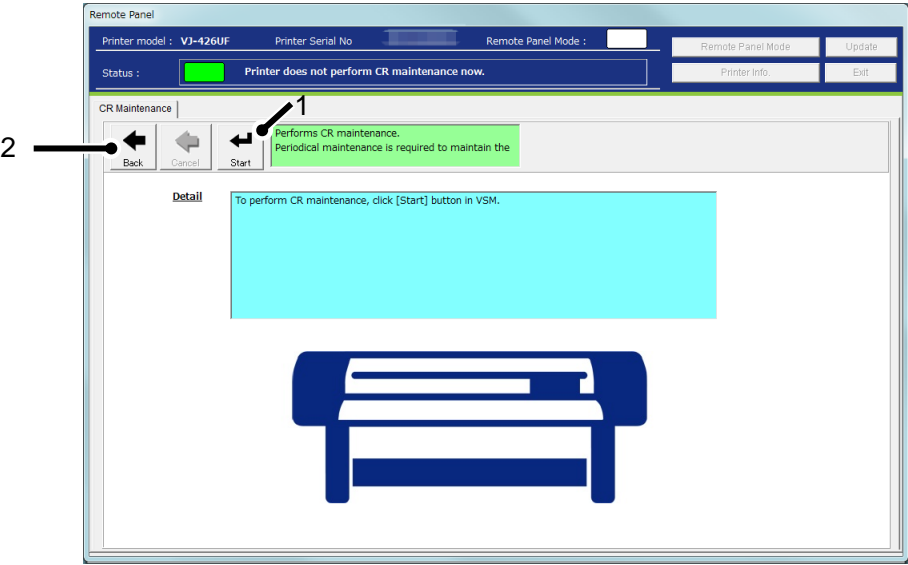 Remote Panel
Printer model : VJ-426UF Printer Serial No Remote Panel Mode :
Remote Panel Mode Update
Status : Printer does not perform CR maintenance now.
Printer Info. Exit
CR Maintenance
1
2
Back Cancel Start
Performs CR maintenance.
Periodical maintenance is required to maintain the
Detail
To perform CR maintenance, click [Start] button in VSM.